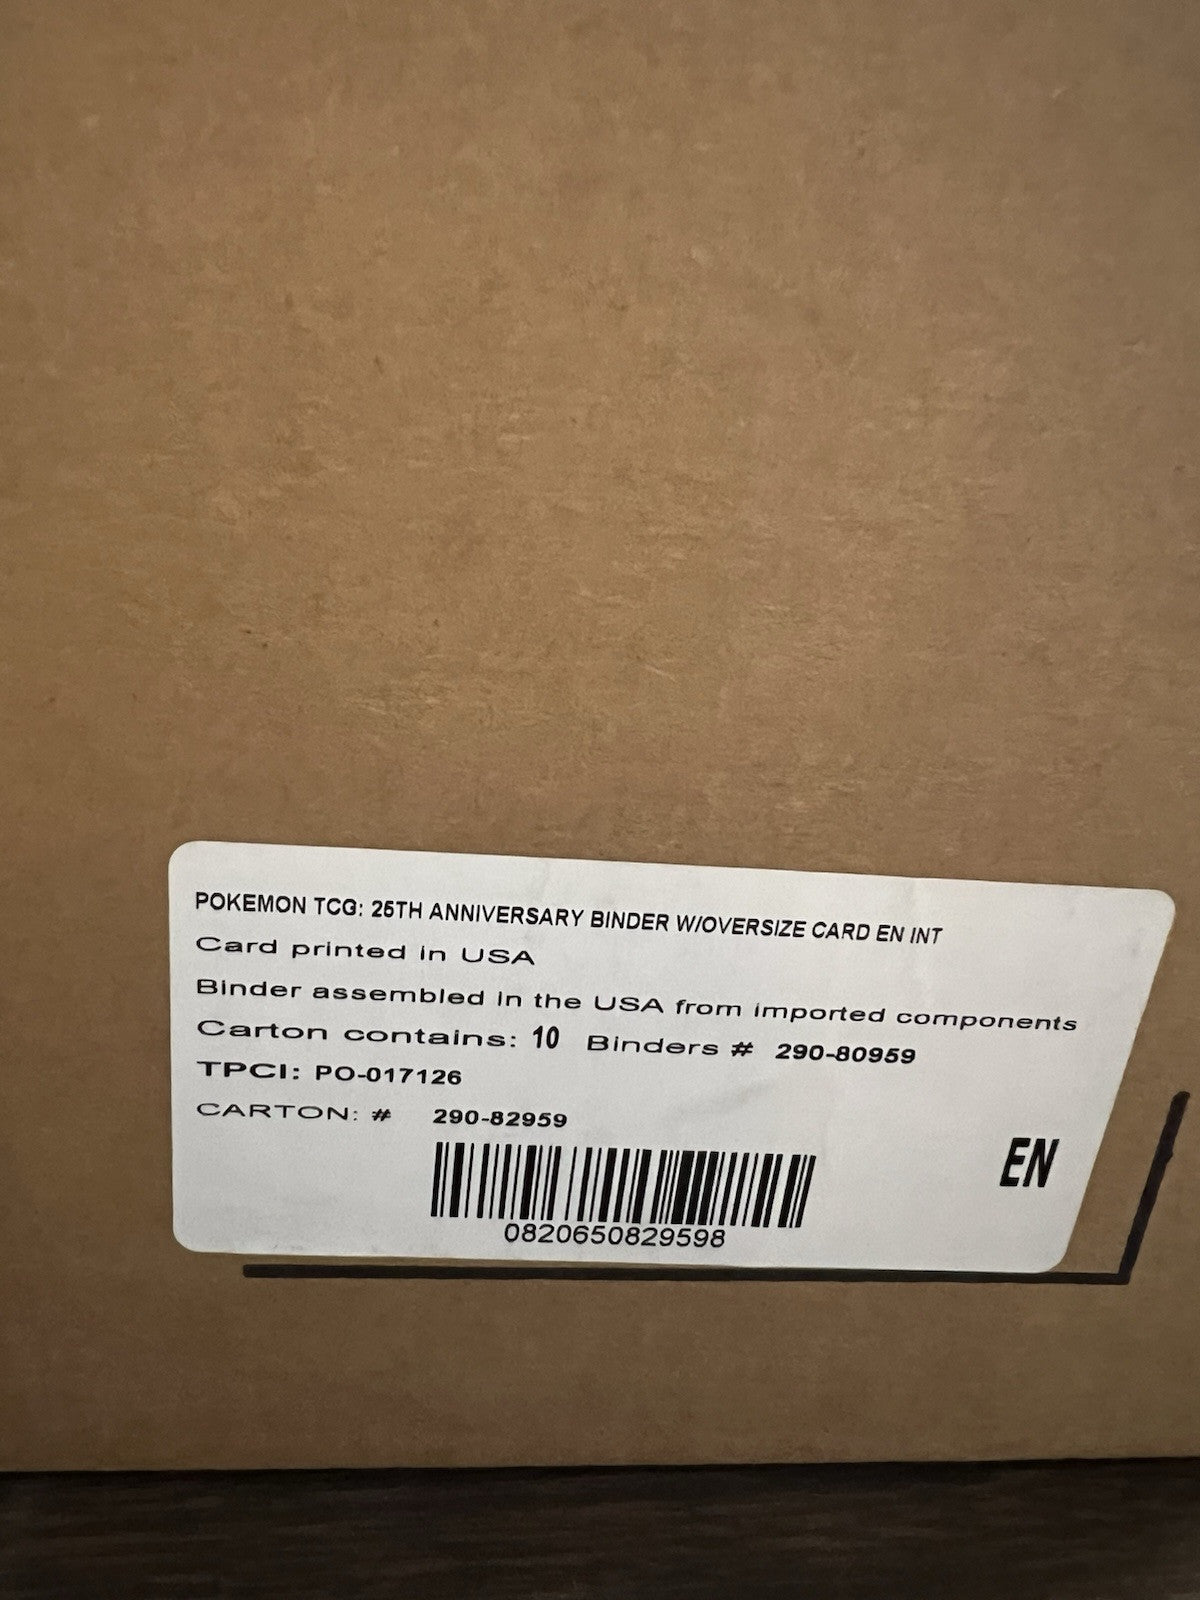 POKEMON TCG: 25TH ANNIVERSARY BINDER W/OVERSIZE CARD EN INT
Card printed in USA
Binder assembled in the USA from imported components
Carton contains: 10 Binders # 290-80959
TPCI: PO-017126
CARTON: # 290-82959
EN
0820650829598